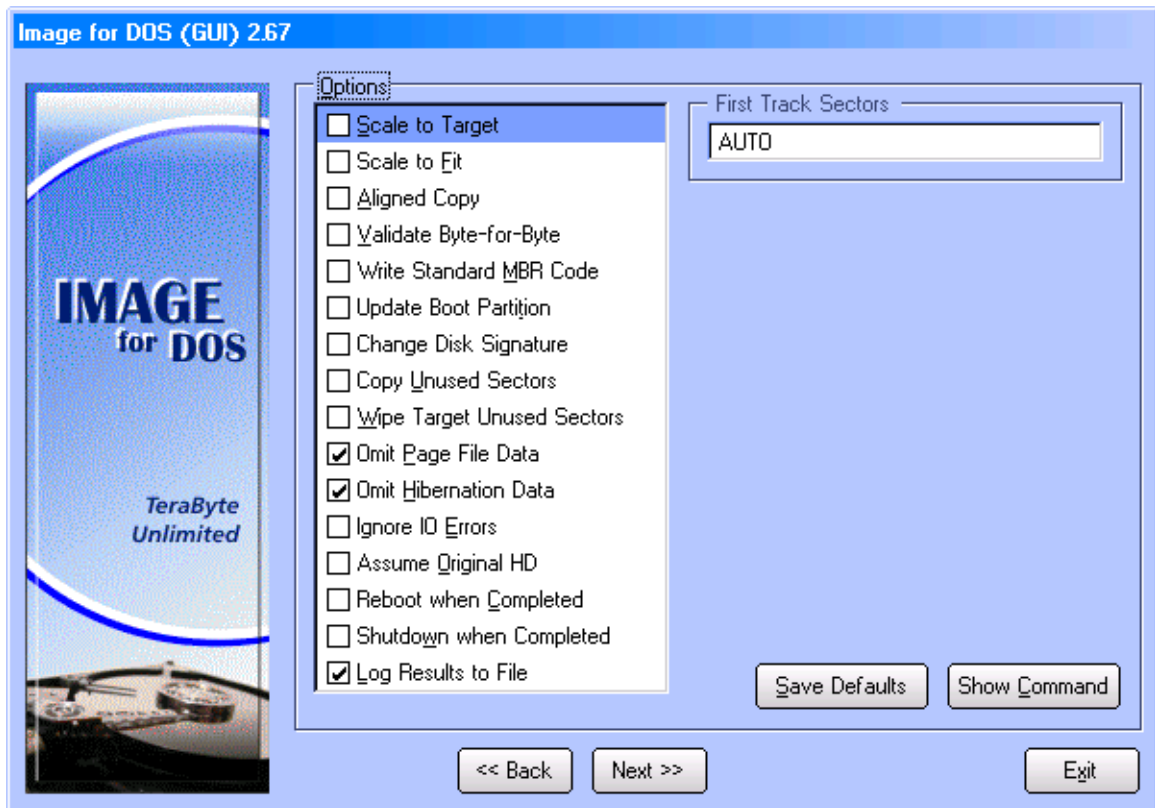 Image for DOS (GUI) 2.67
IMAGE
for DOS
TeraByte
Unlimited
Options
Scale to Target
Scale to Fit
Aligned Copy
Validate Byte-for-Byte
Write Standard MBR Code
Update Boot Partition
Change Disk Signature
Copy Unused Sectors
Wipe Target Unused Sectors
Omit Page File Data
Omit Hibernation Data
Ignore IO Errors
Assume Original HD
Reboot when Completed
Shutdown when Completed
Log Results to File
First Track Sectors
AUTO
Save Defaults
Show Command
<< Back
Next >>
Exit